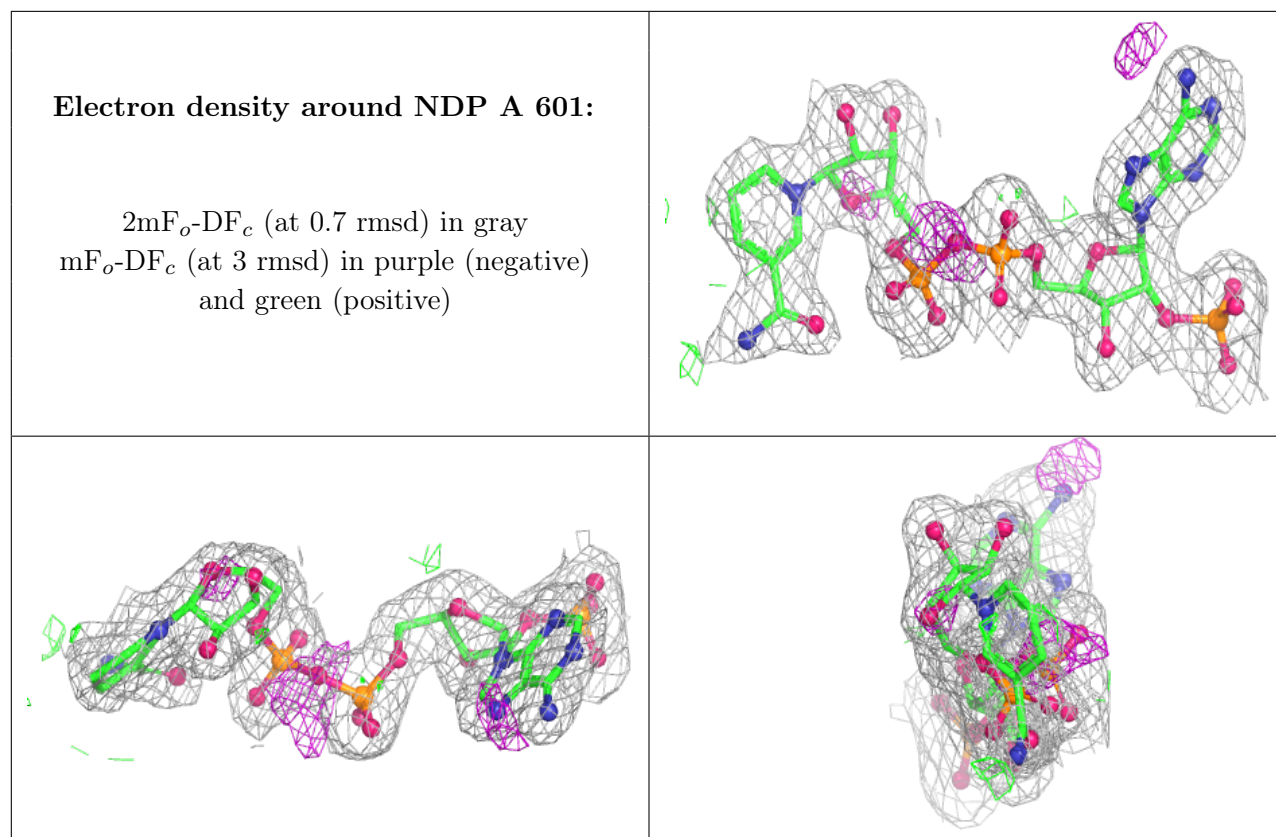 Electron density around NDP A 601:
2mFₒ-DF𝑐 (at 0.7 rmsd) in gray
mFₒ-DF𝑐 (at 3 rmsd) in purple (negative)
and green (positive)